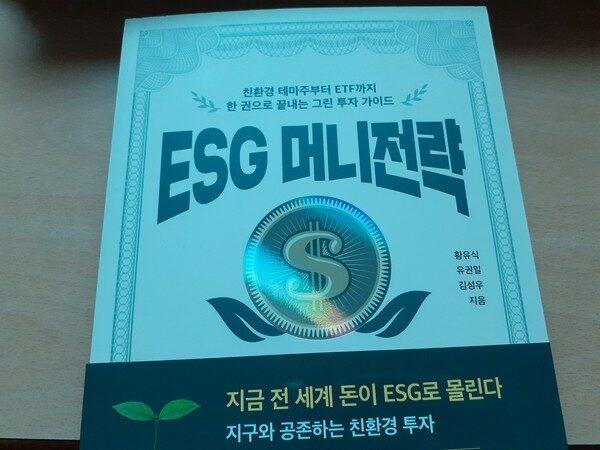 친환경 테마주부터 ETF까지
한 권으로 끝내는 그린 투자 가이드
ESG 머니전략
$
황유식
유권일
김성우
지음
지금 전 세계 돈이 ESG로 몰린다
지구와 공존하는 친환경 투자